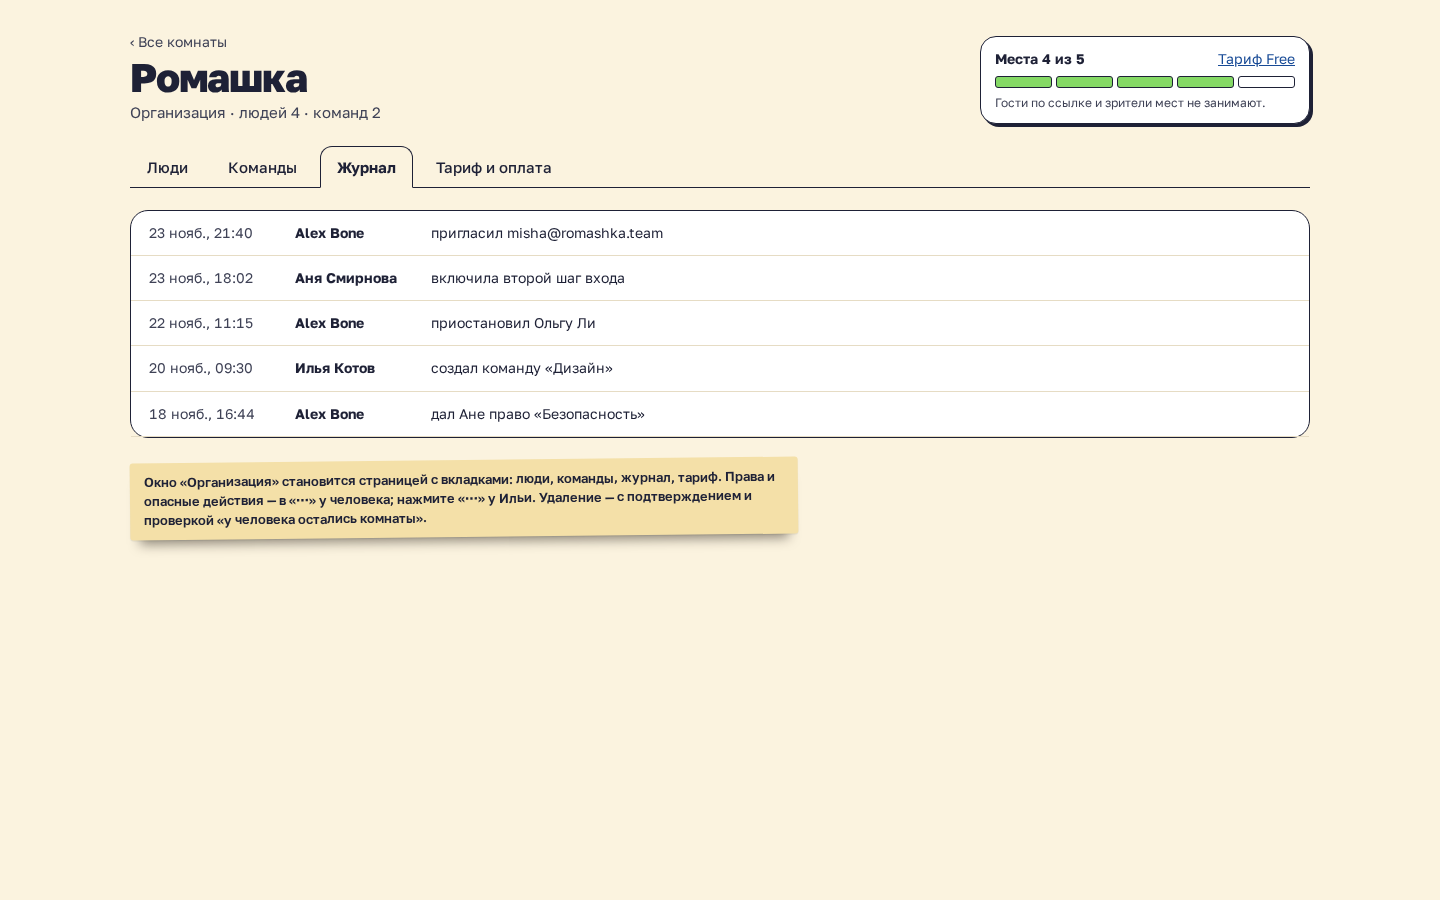 ‹ Все комнаты
Ромашка
Организация · людей 4 · команд 2
Места 4 из 5
Тариф Free
Гости по ссылке и зрители мест не занимают.
Люди
Команды
Журнал
Тариф и оплата
23 нояб., 21:40 Alex Bone пригласил misha@romashka.team
23 нояб., 18:02 Аня Смирнова включила второй шаг входа
22 нояб., 11:15 Alex Bone приостановил Ольгу Ли
20 нояб., 09:30 Илья Котов создал команду «Дизайн»
18 нояб., 16:44 Alex Bone дал Ане право «Безопасность»
Окно «Организация» становится страницей с вкладками: люди, команды, журнал, тариф. Права и
опасные действия — в «···» у человека; нажмите «···» у Ильи. Удаление — с подтверждением и
проверкой «у человека остались комнаты».